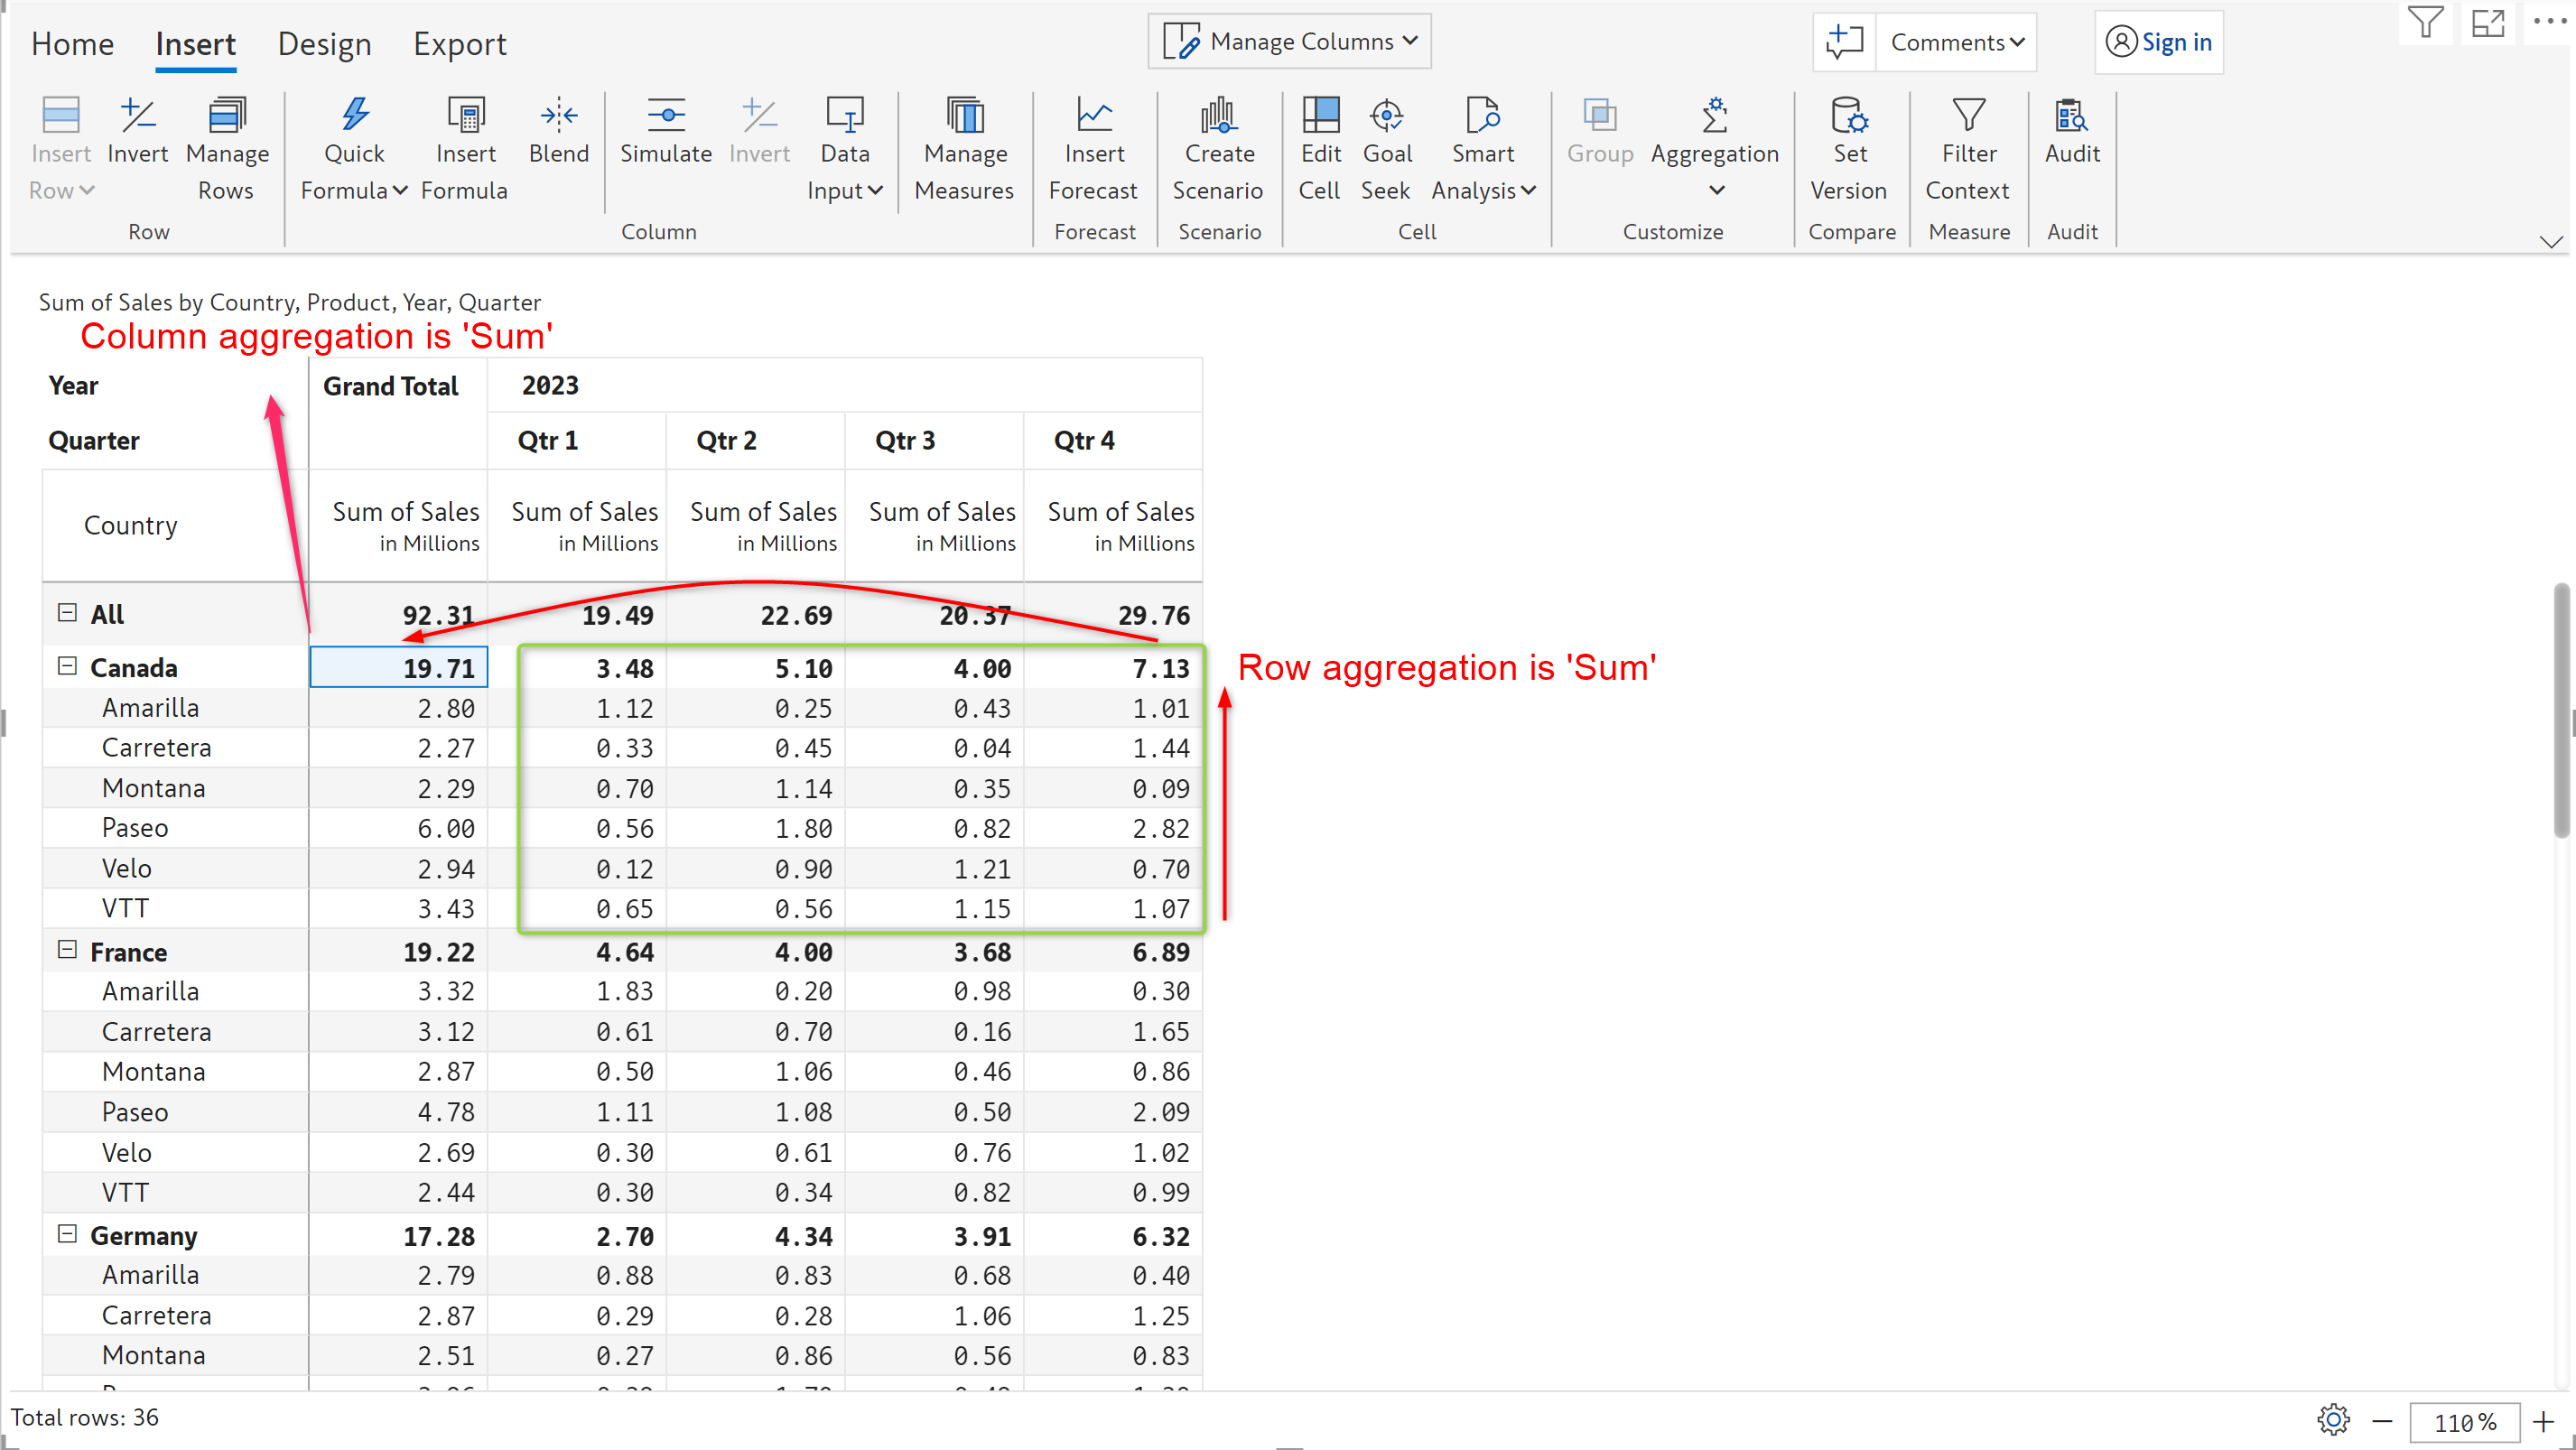 Home Insert Design Export Manage Columns Comments Sign in
Insert Row Invert Manage Rows Quick Formula Insert Formula Blend Simulate Invert Data Input Manage Measures Insert Forecast Create Scenario Edit Cell Goal Seek Smart Analysis Group Aggregation Set Version Filter Context Audit
Row Column Forecast Scenario Cell Customize Compare Measure Audit
Sum of Sales by Country, Product, Year, Quarter
Column aggregation is 'Sum'
Year Grand Total 2023
Quarter Qtr 1 Qtr 2 Qtr 3 Qtr 4
Country Sum of Sales Sum of Sales Sum of Sales Sum of Sales Sum of Sales
in Millions in Millions in Millions in Millions in Millions
All 92.31 19.49 22.69 20.37 29.76
Canada 19.71 3.48 5.10 4.00 7.13 Row aggregation is 'Sum'
Amarilla 2.80 1.12 0.25 0.43 1.01
Carretera 2.27 0.33 0.45 0.04 1.44
Montana 2.29 0.70 1.14 0.35 0.09
Paseo 6.00 0.56 1.80 0.82 2.82
Velo 2.94 0.12 0.90 1.21 0.70
VTT 3.43 0.65 0.56 1.15 1.07
France 19.22 4.64 4.00 3.68 6.89
Amarilla 3.32 1.83 0.20 0.98 0.30
Carretera 3.12 0.61 0.70 0.16 1.65
Montana 2.87 0.50 1.06 0.46 0.86
Paseo 4.78 1.11 1.08 0.50 2.09
Velo 2.69 0.30 0.61 0.76 1.02
VTT 2.44 0.30 0.34 0.82 0.99
Germany 17.28 2.70 4.34 3.91 6.32
Amarilla 2.79 0.88 0.83 0.68 0.40
Carretera 2.87 0.29 0.28 1.06 1.25
Montana 2.51 0.27 0.86 0.56 0.83
Total rows: 36 110 %